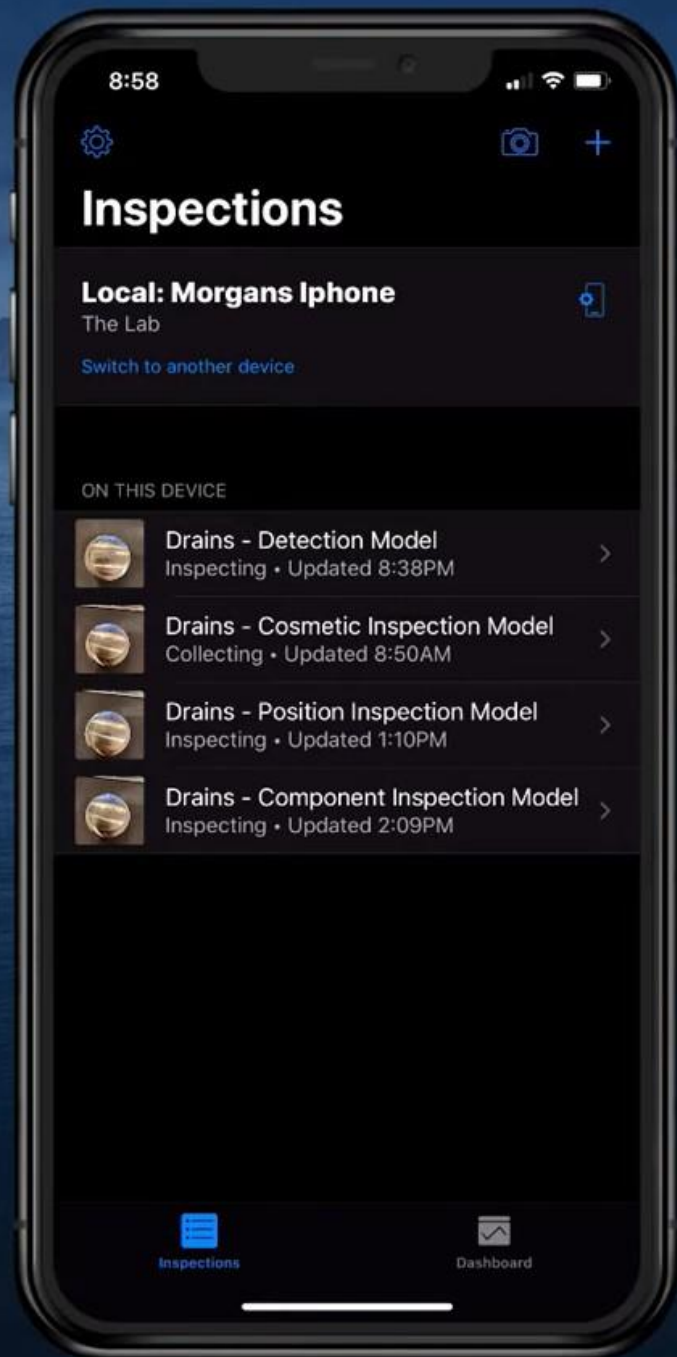 8:58
Inspections
Local: Morgans Iphone
The Lab
Switch to another device
ON THIS DEVICE
Drains - Detection Model
Inspecting • Updated 8:38PM
Drains - Cosmetic Inspection Model
Collecting • Updated 8:50AM
Drains - Position Inspection Model
Inspecting • Updated 1:10PM
Drains - Component Inspection Model
Inspecting • Updated 2:09PM
Inspections
Dashboard